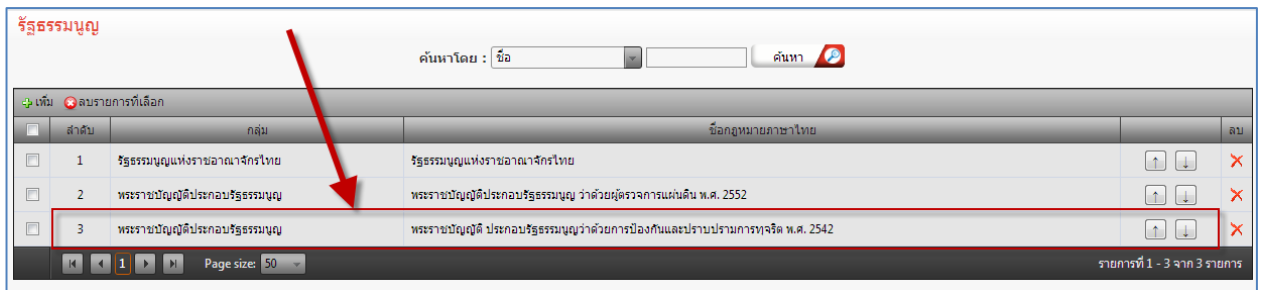 รัฐธรรมนูญ
ค้นหาโดย : ชื่อ ค้นหา
เพิ่ม ลบรายการที่เลือก
ลำดับ กลุ่ม ชื่อกฎหมายภาษาไทย ลบ
1 รัฐธรรมนูญแห่งราชอาณาจักรไทย รัฐธรรมนูญแห่งราชอาณาจักรไทย
2 พระราชบัญญัติประกอบรัฐธรรมนูญ พระราชบัญญัติประกอบรัฐธรรมนูญ ว่าด้วยผู้ตรวจการแผ่นดิน พ.ศ. 2552
3 พระราชบัญญัติประกอบรัฐธรรมนูญ พระราชบัญญัติ ประกอบรัฐธรรมนูญว่าด้วยการป้องกันและปราบปรามการทุจริต พ.ศ. 2542
1 Page size: 50 รายการที่ 1 - 3 จาก 3 รายการ